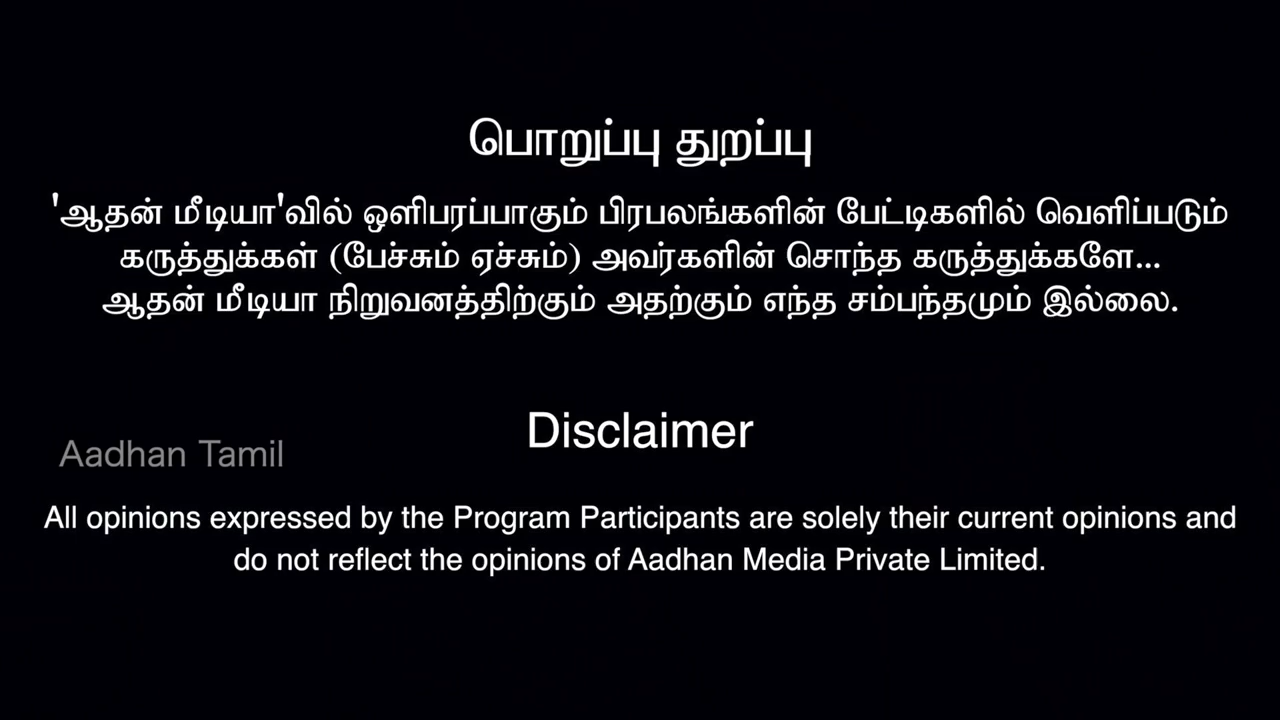 பொறுப்பு துறப்பு
'ஆதன் மீடியா'வில் ஒளிபரப்பாகும் பிரபலங்களின் பேட்டிகளில் வெளிப்படும்
கருத்துக்கள் (பேச்சும் ஏச்சும்) அவர்களின் சொந்த கருத்துக்களே...
ஆதன் மீடியா நிறுவனத்திற்கும் அதற்கும் எந்த சம்பந்தமும் இல்லை.
Disclaimer
Aadhan Tamil
All opinions expressed by the Program Participants are solely their current opinions and
do not reflect the opinions of Aadhan Media Private Limited.